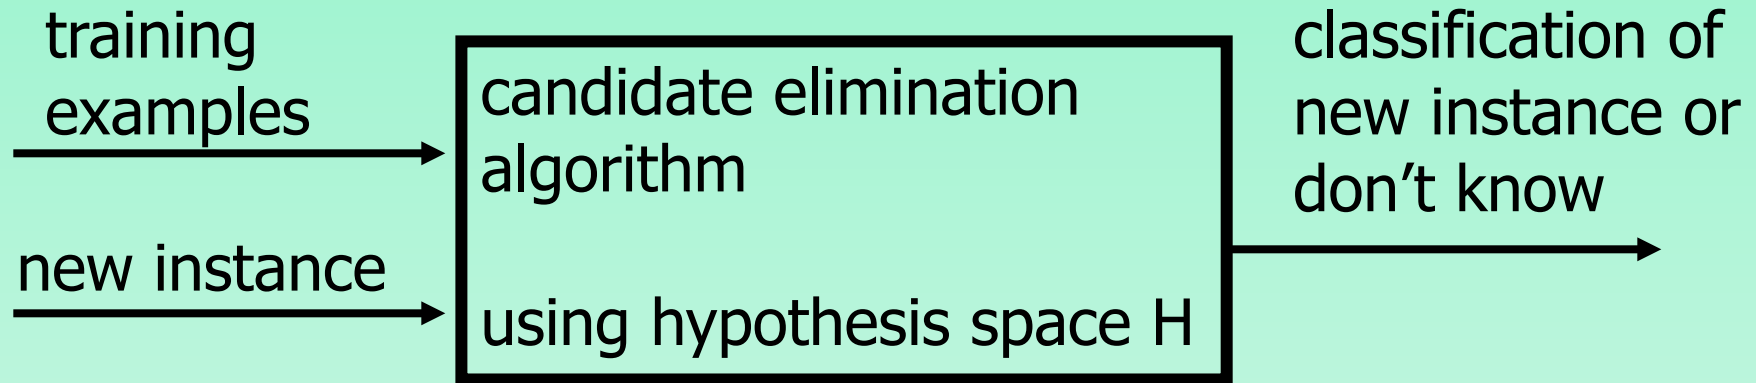 training
examples
new instance
candidate elimination
algorithm
using hypothesis space H
classification of
new instance or
don’t know